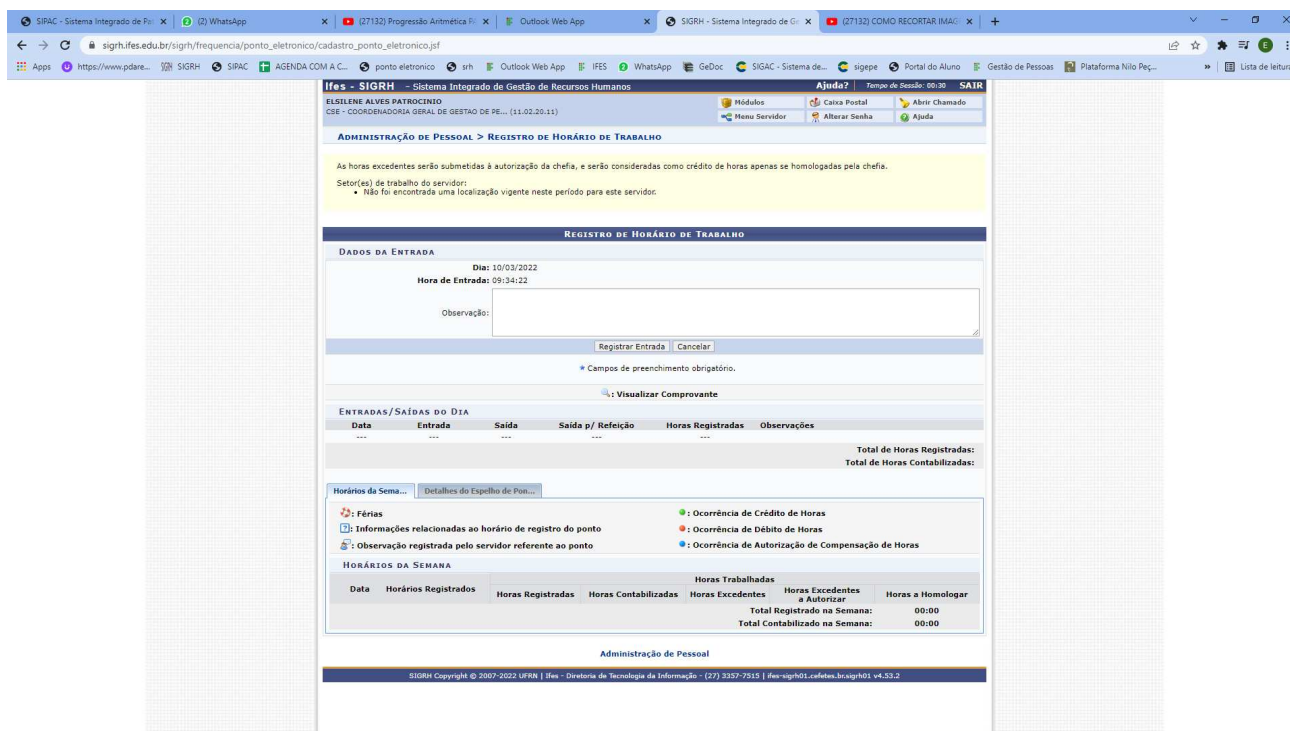 SIPAC - Sistema Integrado de Pa
(2) WhatsApp
(27132) Progressão Aritmética
Outlook Web App
SIGRH - Sistema Integrado de G
(27132) COMO RECORTAR IMAG
sigrh.ifes.edu.br/sigrh/frequencia/ponto_eletronico/cadastro_ponto_eletronico.jsf
E
Apps
https://www.pdare...
SIGRH
SIPAC
AGENDA COM A C...
ponto eletronico
srh
Outlook Web App
IFES
WhatsApp
GeDoc
SIGAC - Sistema de...
sigepe
Portal do Aluno
Gestão de Pessoas
Plataforma Nilo Peç...
»
Lista de leitura
Ifes - SIGRH - Sistema Integrado de Gestão de Recursos Humanos
Ajuda? Tempo de Sessão: 00:30 SAIR
ELSILENE ALVES PATROCINIO
CSE - COORDENADORIA GERAL DE GESTAO DE PE... (11.02.20.11)
Módulos Caixa Postal Abrir Chamado
Menu Servidor Alterar Senha Ajuda
Administração de Pessoal > Registro de Horário de Trabalho
As horas excedentes serão submetidas à autorização da chefia, e serão consideradas como crédito de horas apenas se homologadas pela chefia.
Setor(es) de trabalho do servidor:
• Não foi encontrada uma localização vigente neste período para este servidor.
Registro de Horário de Trabalho
Dados da Entrada
Dia: 10/03/2022
Hora de Entrada: 09:34:22
Observação:
Registrar Entrada Cancelar
* Campos de preenchimento obrigatório.
: Visualizar Comprovante
Entradas/Saídas do Dia
Data Entrada Saída Saída p/ Refeição Horas Registradas Observações
--- --- --- --- ---
Total de Horas Registradas:
Total de Horas Contabilizadas:
Horários da Sema... Detalhes do Espelho de Pon...
: Férias : Ocorrência de Crédito de Horas
: Informações relacionadas ao horário de registro do ponto : Ocorrência de Débito de Horas
: Observação registrada pelo servidor referente ao ponto : Ocorrência de Autorização de Compensação de Horas
Horários da Semana
Horas Trabalhadas
Data Horários Registrados Horas Registradas Horas Contabilizadas Horas Excedentes Horas Excedentes a Autorizar Horas a Homologar
Total Registrado na Semana: 00:00
Total Contabilizado na Semana: 00:00
Administração de Pessoal
SIGRH Copyright © 2007-2022 UFRN | Ifes - Diretoria de Tecnologia da Informação - (27) 3357-7515 | ifes-sigrh01.cefetes.br.sigrh01 v4.53.2